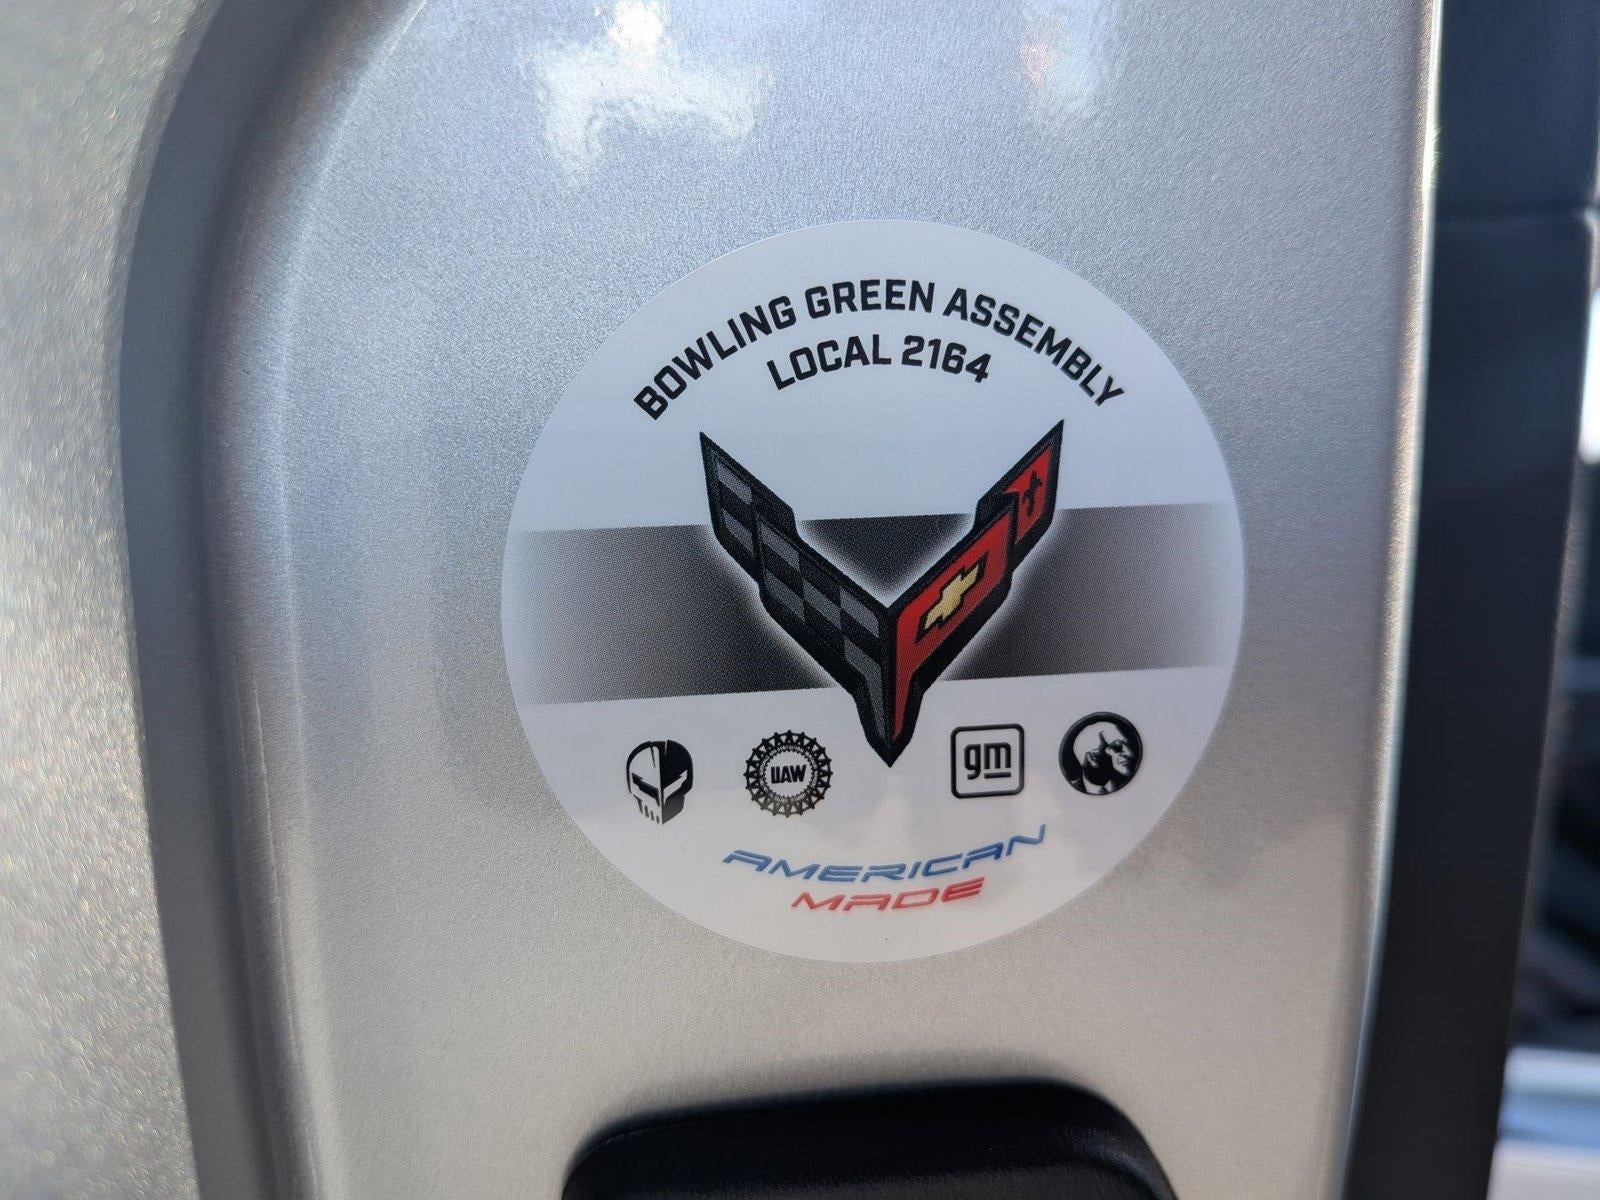 BOWLING GREEN ASSEMBLY
LOCAL 2164
UAW
gm
AMERICAN
MADE